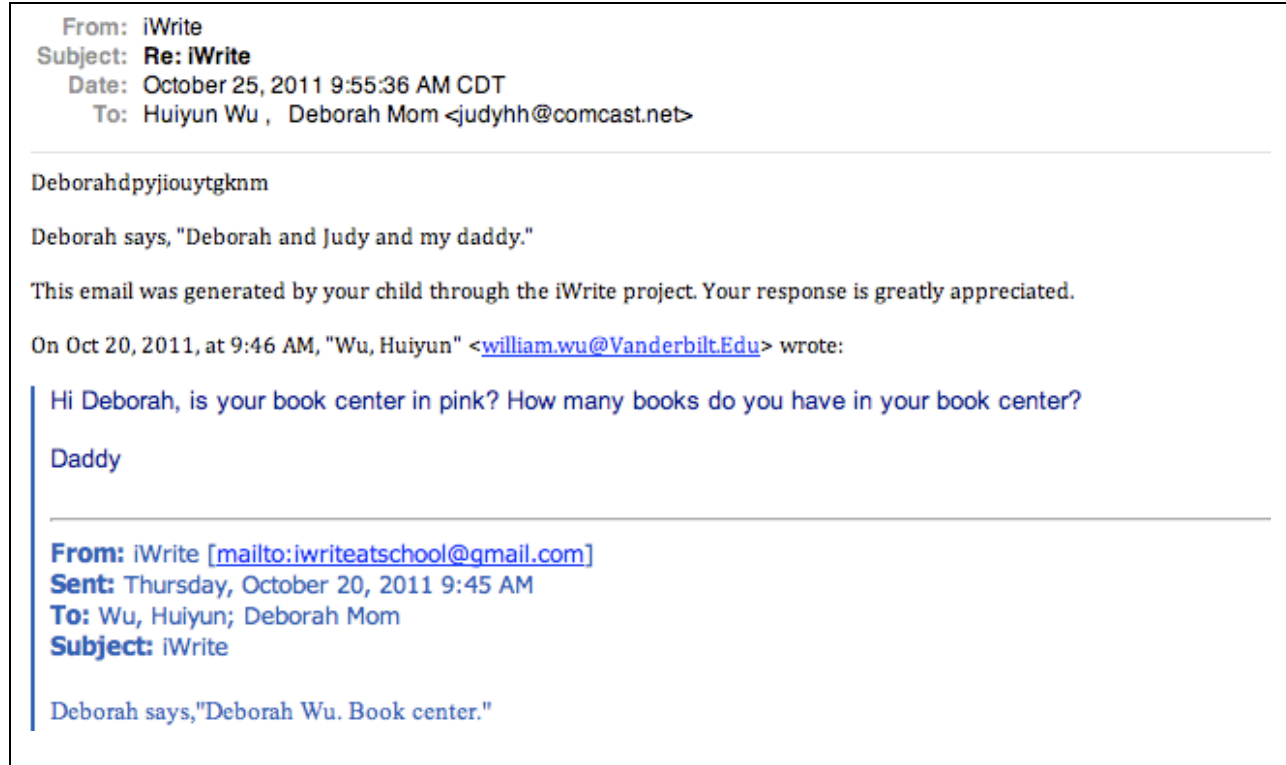 From: iWrite
Subject: Re: iWrite
Date: October 25, 2011 9:55:36 AM CDT
To: Huiyun Wu , Deborah Mom <judyhh@comcast.net>
Deborahdpyjiouytgknm
Deborah says, "Deborah and Judy and my daddy."
This email was generated by your child through the iWrite project. Your response is greatly appreciated.
On Oct 20, 2011, at 9:46 AM, "Wu, Huiyun" <william.wu@Vanderbilt.Edu> wrote:
Hi Deborah, is your book center in pink? How many books do you have in your book center?
Daddy
From: iWrite [mailto:iwriteatschool@gmail.com]
Sent: Thursday, October 20, 2011 9:45 AM
To: Wu, Huiyun; Deborah Mom
Subject: iWrite
Deborah says,"Deborah Wu. Book center."